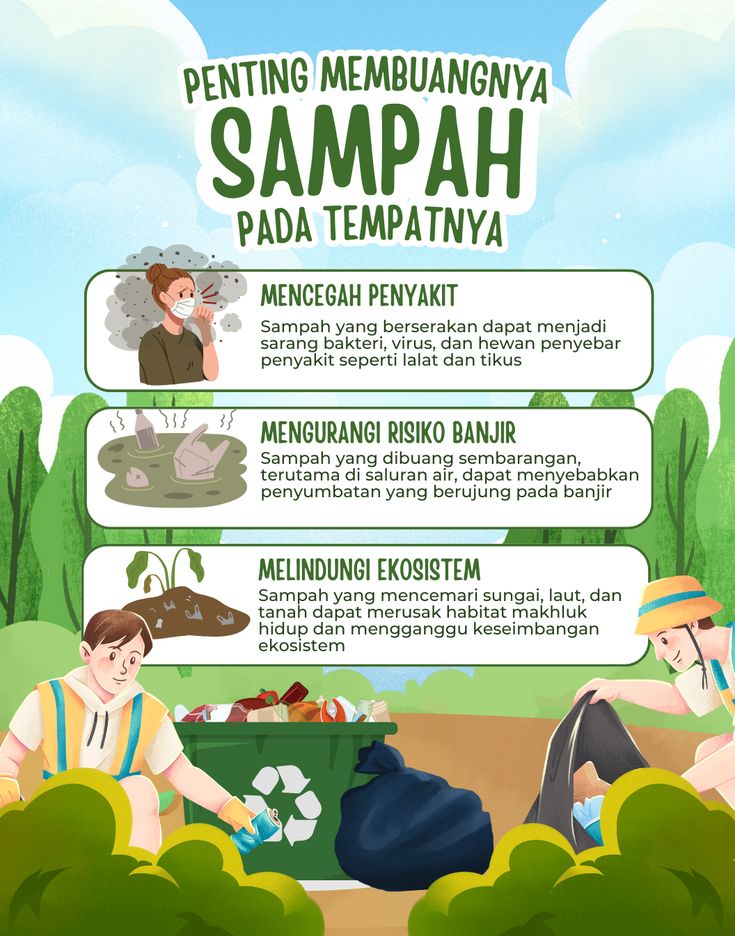 PENTING MEMBUANGNYA
SAMPAH
PADA TEMPATNYA
MENCEGAH PENYAKIT
Sampah yang berserakan dapat menjadi
sarang bakteri, virus, dan hewan penyebar
penyakit seperti lalat dan tikus
MENGURANGI RISIKO BANJIR
Sampah yang dibuang sembarangan,
terutama di saluran air, dapat menyebabkan
penyumbatan yang berujung pada banjir
MELINDUNGI EKOSISTEM
Sampah yang mencemari sungai, laut, dan
tanah dapat merusak habitat makhluk
hidup dan mengganggu keseimbangan
ekosistem